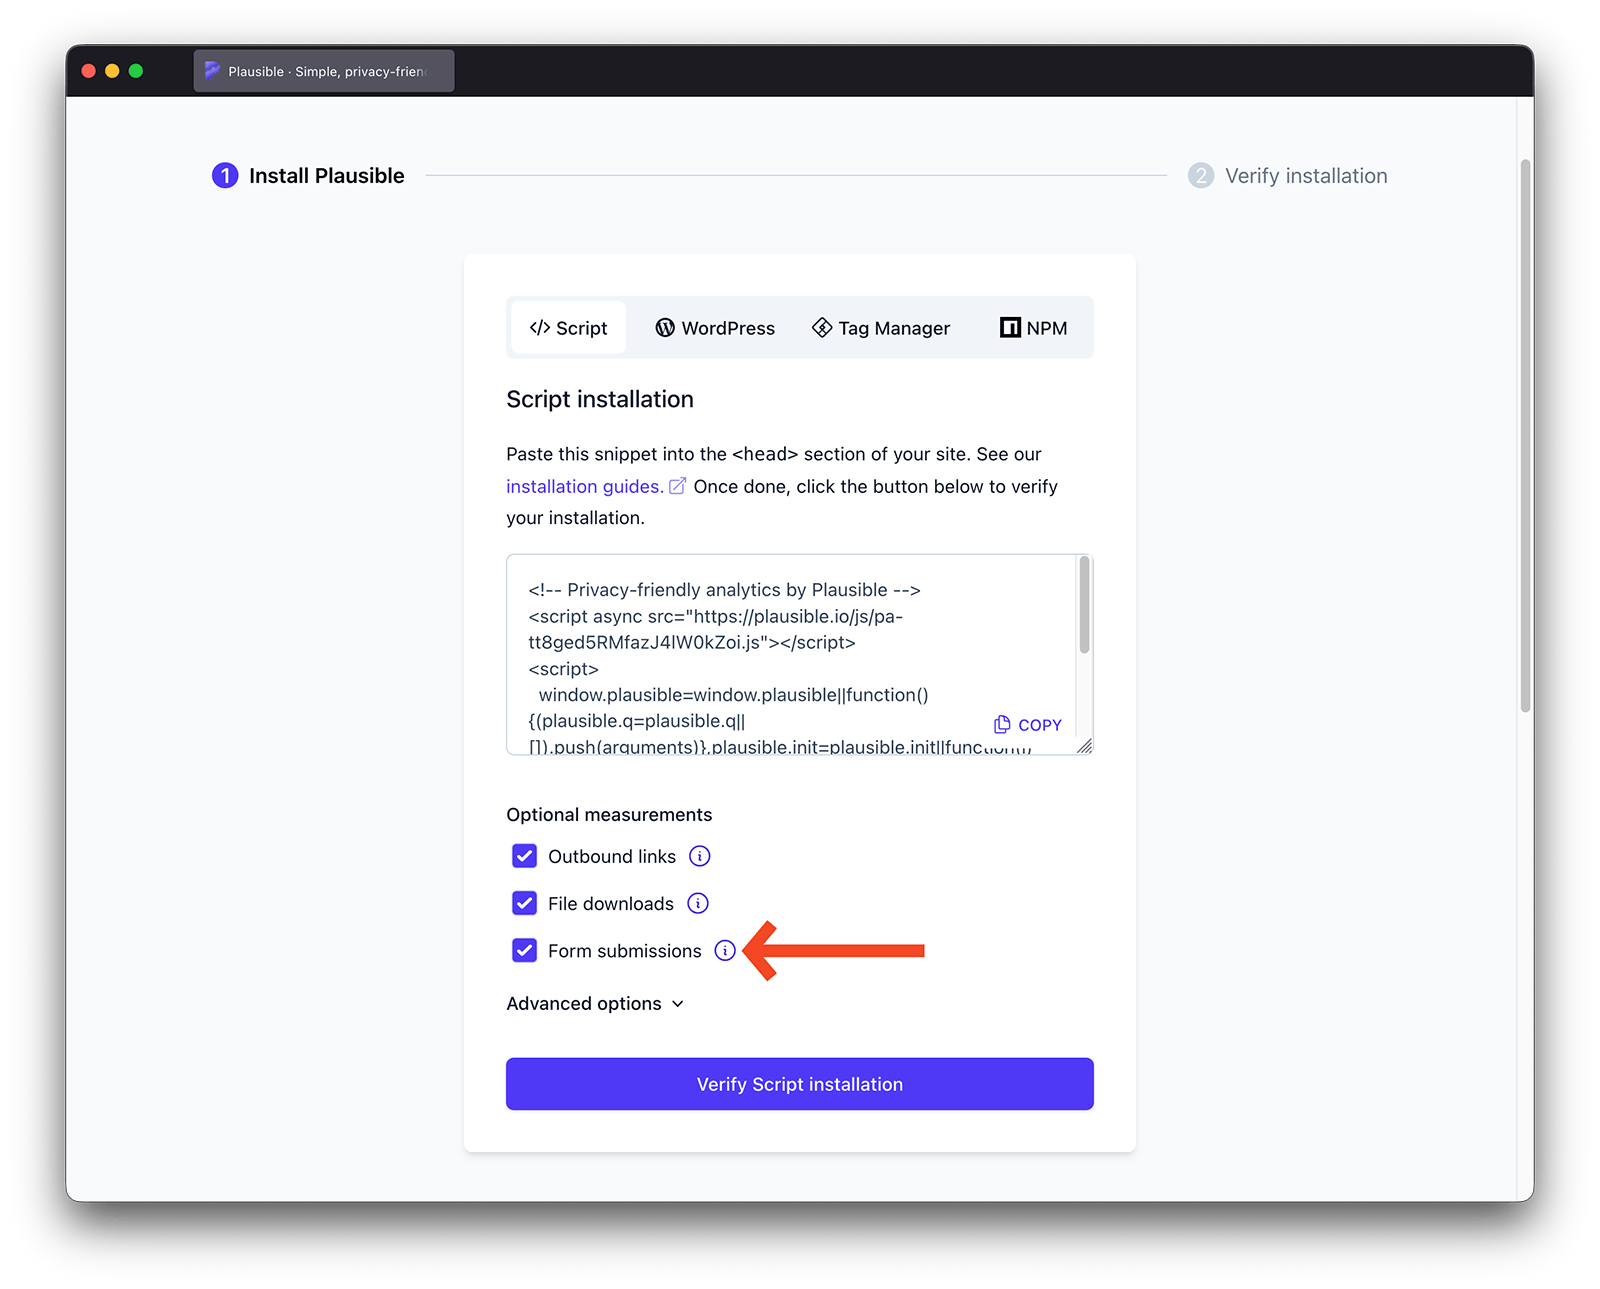 Plausible · Simple, privacy-frien
1 Install Plausible
2 Verify installation
</> Script
WordPress
Tag Manager
NPM
Script installation
Paste this snippet into the <head> section of your site. See our
installation guides. Once done, click the button below to verify
your installation.
<!-- Privacy-friendly analytics by Plausible -->
<script async src="https://plausible.io/js/pa-
tt8ged5RMfazJ4lW0kZoi.js"></script>
<script>
window.plausible=window.plausible||function()
{(plausible.q=plausible.q||
[]).push(arguments)},plausible.init=plausible.init||function(i)
COPY
Optional measurements
Outbound links
File downloads
Form submissions
Advanced options
Verify Script installation